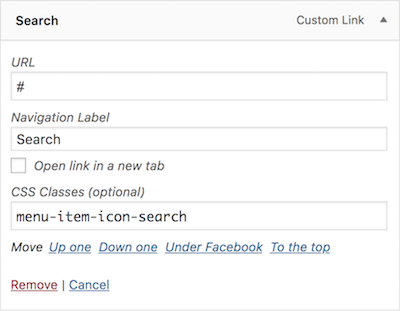 Search Custom Link
URL
#
Navigation Label
Search
Open link in a new tab
CSS Classes (optional)
menu-item-icon-search
Move Up one Down one Under Facebook To the top
Remove | Cancel